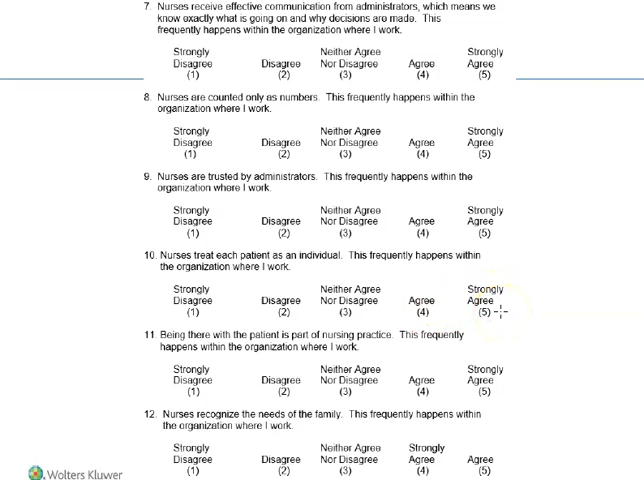 7. Nurses receive effective communication from administrators, which means we
know exactly what is going on and why decisions are made. This
frequently happens within the organization where I work.
Strongly Neither Agree Strongly
Disagree Disagree Nor Disagree Agree Agree
(1) (2) (3) (4) (5)
8. Nurses are counted only as numbers. This frequently happens within the
organization where I work.
Strongly Neither Agree Strongly
Disagree Disagree Nor Disagree Agree Agree
(1) (2) (3) (4) (5)
9. Nurses are trusted by administrators. This frequently happens within the
organization where I work.
Strongly Neither Agree Strongly
Disagree Disagree Nor Disagree Agree Agree
(1) (2) (3) (4) (5)
10. Nurses treat each patient as an individual. This frequently happens within
the organization where I work.
Strongly Neither Agree Strongly
Disagree Disagree Nor Disagree Agree Agree
(1) (2) (3) (4) (5)
11. Being there with the patient is part of nursing practice. This frequently
happens within the organization where I work.
Strongly Neither Agree Strongly
Disagree Disagree Nor Disagree Agree Agree
(1) (2) (3) (4) (5)
12. Nurses recognize the needs of the family. This frequently happens within
the organization where I work.
Strongly Neither Agree Strongly
Disagree Disagree Nor Disagree Agree Agree
(1) (2) (3) (4) (5)
Wolters Kluwer